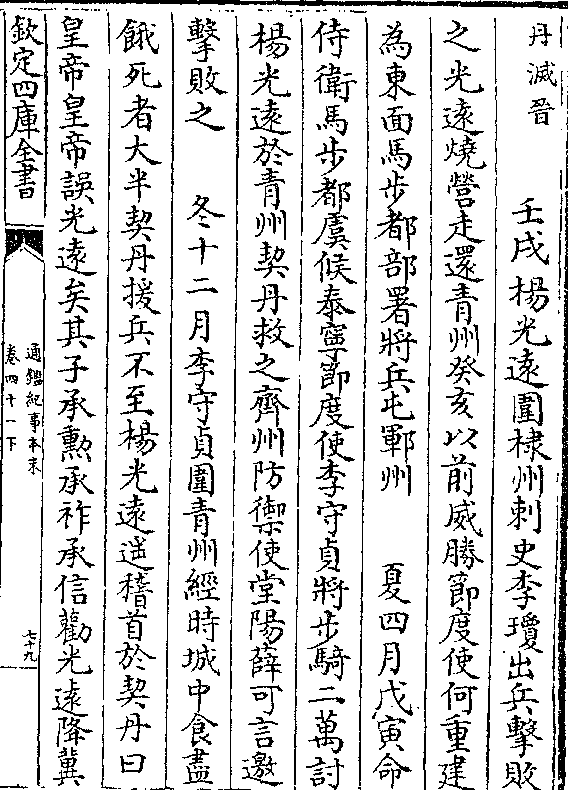 丹滅晉　壬戌楊光遠圍棣州刺史李瓊出兵擊敗
之光遠燒營走還青州癸亥以前威勝節度使何重建
為東面馬步都部署將兵屯鄆州　夏四月戊寅命
侍衛馬步都虞候泰寧節度使李守貞將步騎二萬討
楊光遠於青州契丹救之齊州防禦使堂陽薛可言邀
擊敗之　冬十二月李守貞圍青州經時城中食盡
餓死者大半契丹援兵不至楊光遠遥稽首於契丹曰
皇帝皇帝誤光遠矣其子承勲承祚承信勸光遠降冀
欽定四庫全書
通鑑紀事本末
卷四十一下
七十九